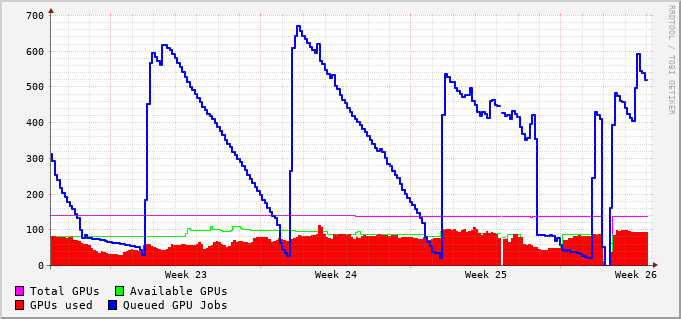 700
600
500
400
300
200
100
0
Week 23 Week 24 Week 25 Week 26
Total GPUs Available GPUs
GPUs used Queued GPU Jobs
RRDTOOL / TOBI OETIKER